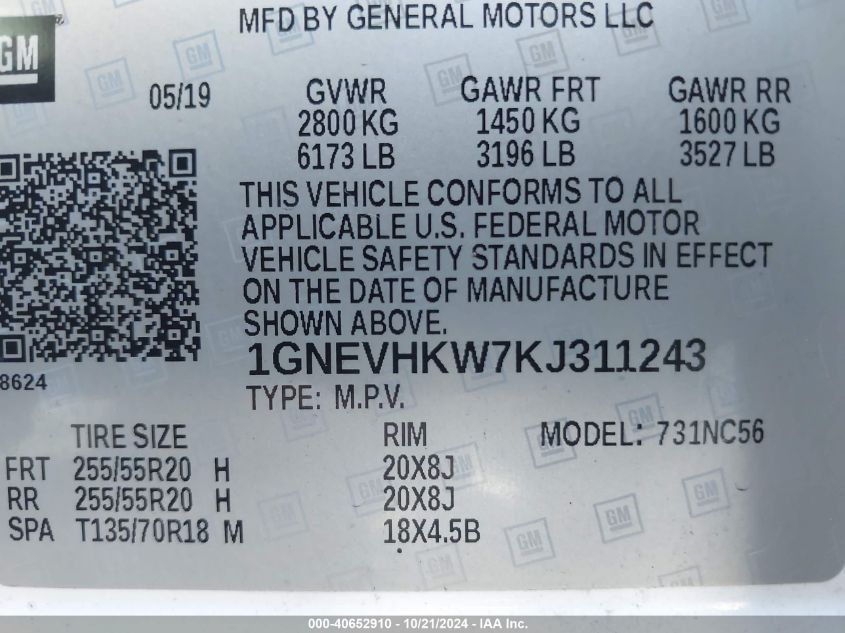 MFD BY GENERAL MOTORS LLC
GM
05/19 GVWR GAWR FRT GAWR RR
2800 KG 1450 KG 1600 KG
6173 LB 3196 LB 3527 LB
THIS VEHICLE CONFORMS TO ALL
APPLICABLE U.S. FEDERAL MOTOR
VEHICLE SAFETY STANDARDS IN EFFECT
ON THE DATE OF MANUFACTURE
SHOWN ABOVE.
1GNEVHKW7KJ311243
8624
TYPE: M.P.V.
TIRE SIZE RIM MODEL: 731NC56
FRT 255/55R20 H 20X8J
RR 255/55R20 H 20X8J
SPA T135/70R18 M 18X4.5B
000-40652910 - 10/21/2024 - IAA Inc.